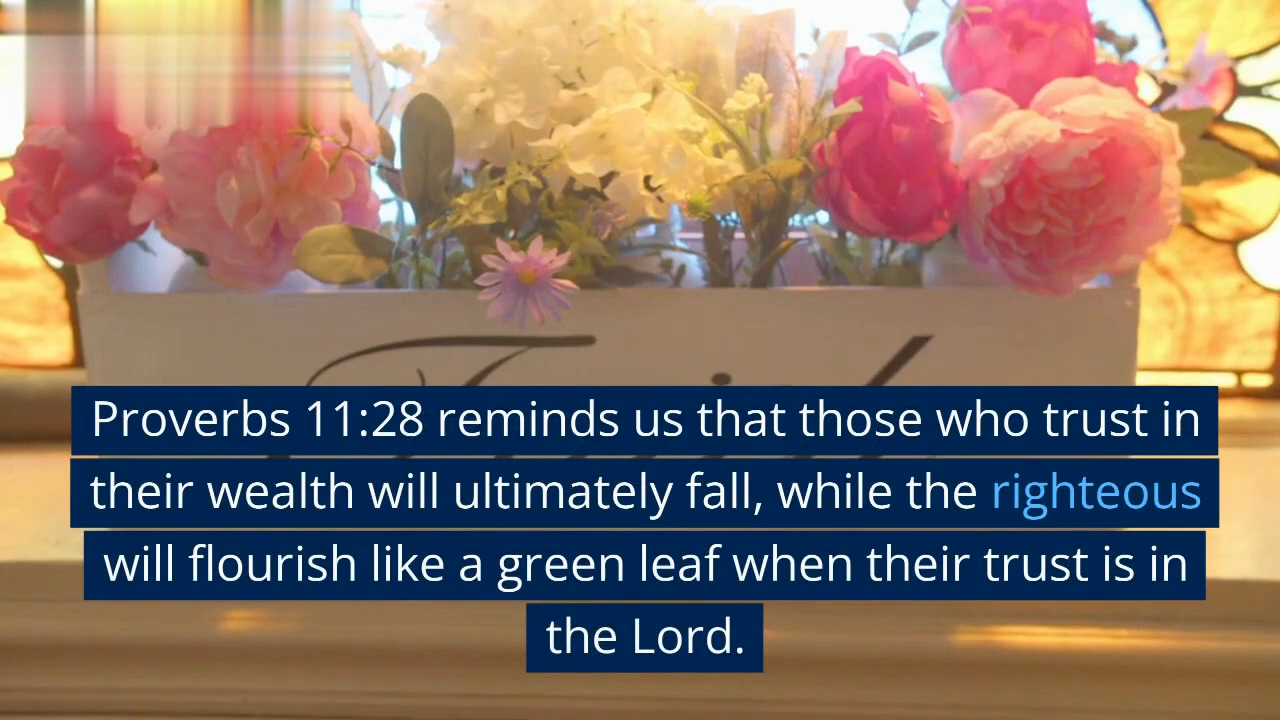 Proverbs 11:28 reminds us that those who trust in
their wealth will ultimately fall, while the righteous
will flourish like a green leaf when their trust is in
the Lord.